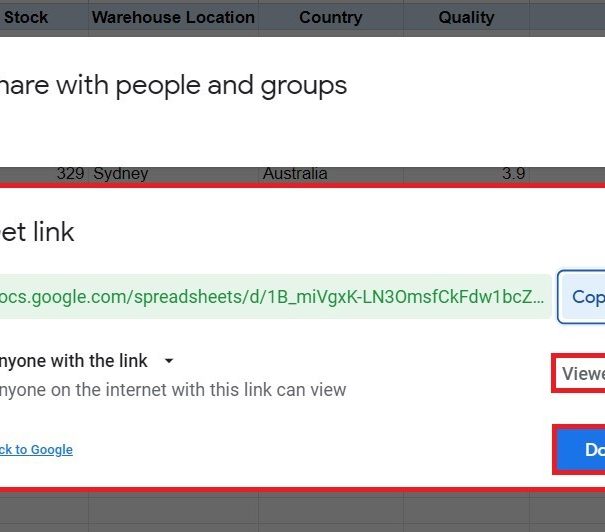 Stock Warehouse Location Country Quality
hare with people and groups
329 Sydney Australia 3.9
et link
ocs.google.com/spreadsheets/d/1B_miVgxK-LN3OmsfCkFdw1bcZ... Cop
nyone with the link
Viewe
nyone on the internet with this link can view
ck to Google Do